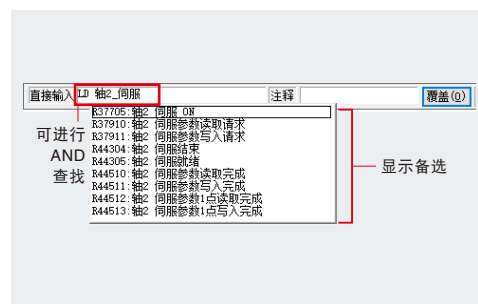 直接输入 LD 轴2_伺服 注释 覆盖(O)
R37705:轴2 伺服 ON
R37910:轴2 伺服参数读取请求
R37911:轴2 伺服参数写入请求
R44304:轴2 伺服结束
R44305:轴2 伺服就绪
R44510:轴2 伺服参数读取完成
R44511:轴2 伺服参数写入完成
R44512:轴2 伺服参数1点读取完成
R44513:轴2 伺服参数1点写入完成
可进行
AND
查找
显示备选